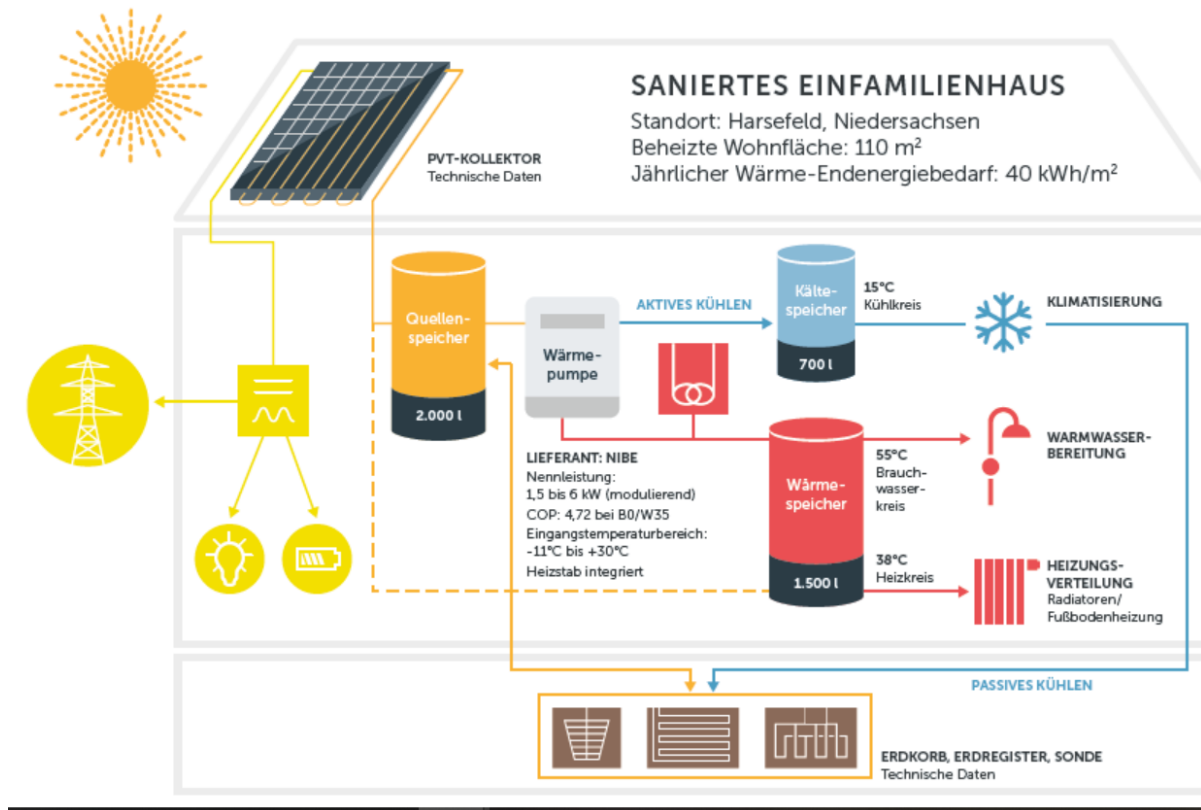 SANIERTES EINFAMILIENHAUS
Standort: Harsefeld, Niedersachsen
Beheizte Wohnfläche: 110 m²
Jährlicher Wärme-Endenergiebedarf: 40 kWh/m²
PVT-KOLLEKTOR
Technische Daten
Quellen-
speicher
2.000 l
Wärme-
pumpe
AKTIVES KÜHLEN
Kälte-
speicher
700 l
15°C
Kühlkreis
KLIMATISIERUNG
LIEFERANT: NIBE
Nennleistung:
1,5 bis 6 kW (modulierend)
COP: 4,72 bei B0/W35
Eingangstemperaturbereich:
-11°C bis +30°C
Heizstab integriert
Wärme-
speicher
1.500 l
55°C
Brauch-
wasser-
kreis
WARMWASSER-
BEREITUNG
38°C
Heizkreis
HEIZUNGS-
VERTEILUNG
Radiatoren/
Fußbodenheizung
PASSIVES KÜHLEN
ERDKORB, ERDREGISTER, SONDE
Technische Daten